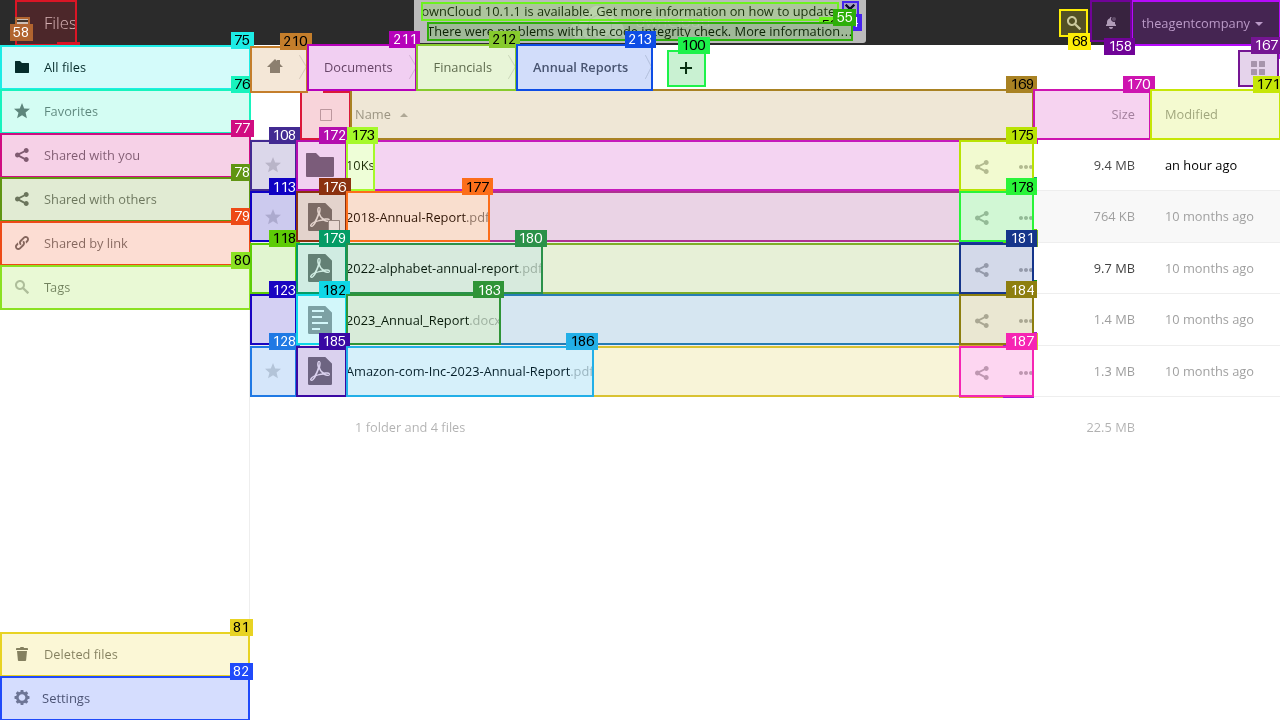 Files
ownCloud 10.1.1 is available. Get more information on how to update
There were problems with the code integrity check. More information...
theagentcompany
58
55
68
158
167
75
All files
76
Favorites
77
Shared with you
78
Shared with others
79
Shared by link
80
Tags
81
Deleted files
82
Settings
210
211
Documents
212
Financials
213
Annual Reports
100
+
169
Name
170
Size
171
Modified
108
172
173
10Ks
175
9.4 MB
an hour ago
113
176
177
2018-Annual-Report.pdf
178
764 KB
10 months ago
118
179
180
2022-alphabet-annual-report.pdf
181
9.7 MB
10 months ago
123
182
183
2023_Annual_Report.docx
184
1.4 MB
10 months ago
128
185
186
Amazon-com-Inc-2023-Annual-Report.pdf
187
1.3 MB
10 months ago
1 folder and 4 files
22.5 MB